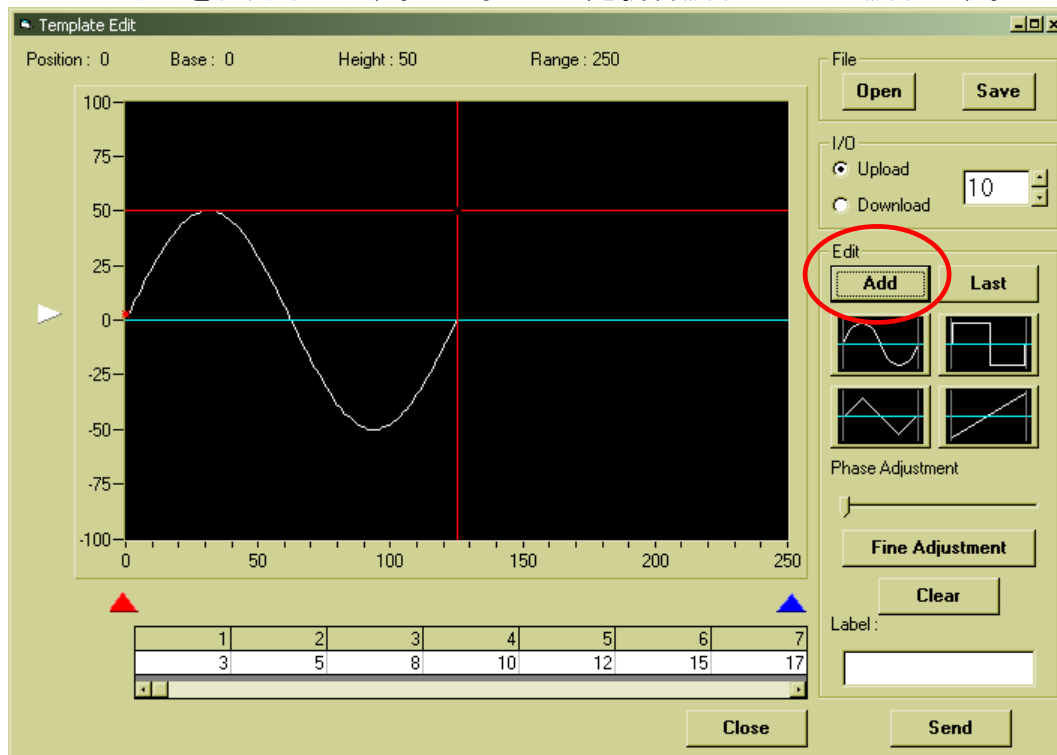 Template Edit
Position : 0 Base : 0 Height : 50 Range : 250
100
75
50
25
0
-25
-50
-75
-100
0 50 100 150 200 250
1 2 3 4 5 6 7
3 5 8 10 12 15 17
Close
File
Open Save
I/O
Upload
Download
10
Edit
Add Last
Phase Adjustment
Fine Adjustment
Clear
Label :
Send